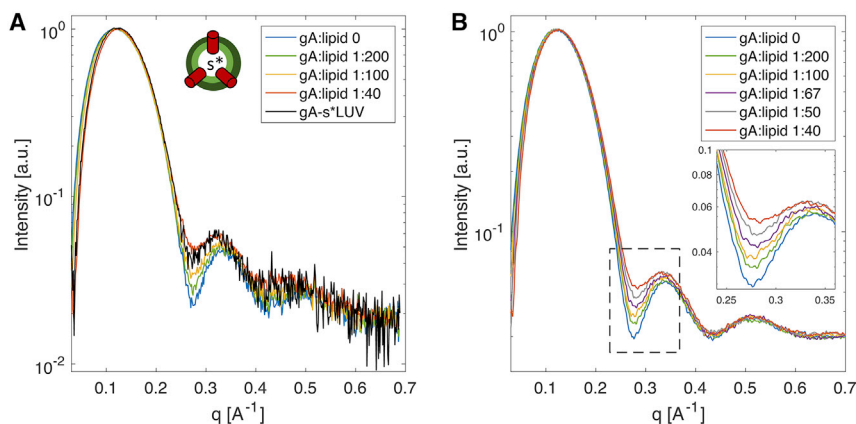 A
10⁰
10⁻¹
10⁻²
Intensity [a.u.]
s*
gA:lipid 0
gA:lipid 1:200
gA:lipid 1:100
gA:lipid 1:40
gA-s*LUV
0.1 0.2 0.3 0.4 0.5 0.6 0.7
q [A⁻¹]
B
10⁰
10⁻¹
Intensity [a.u.]
gA:lipid 0
gA:lipid 1:200
gA:lipid 1:100
gA:lipid 1:67
gA:lipid 1:50
gA:lipid 1:40
0.1
0.08
0.06
0.04
0.25 0.3 0.35
0.1 0.2 0.3 0.4 0.5 0.6 0.7
q [A⁻¹]